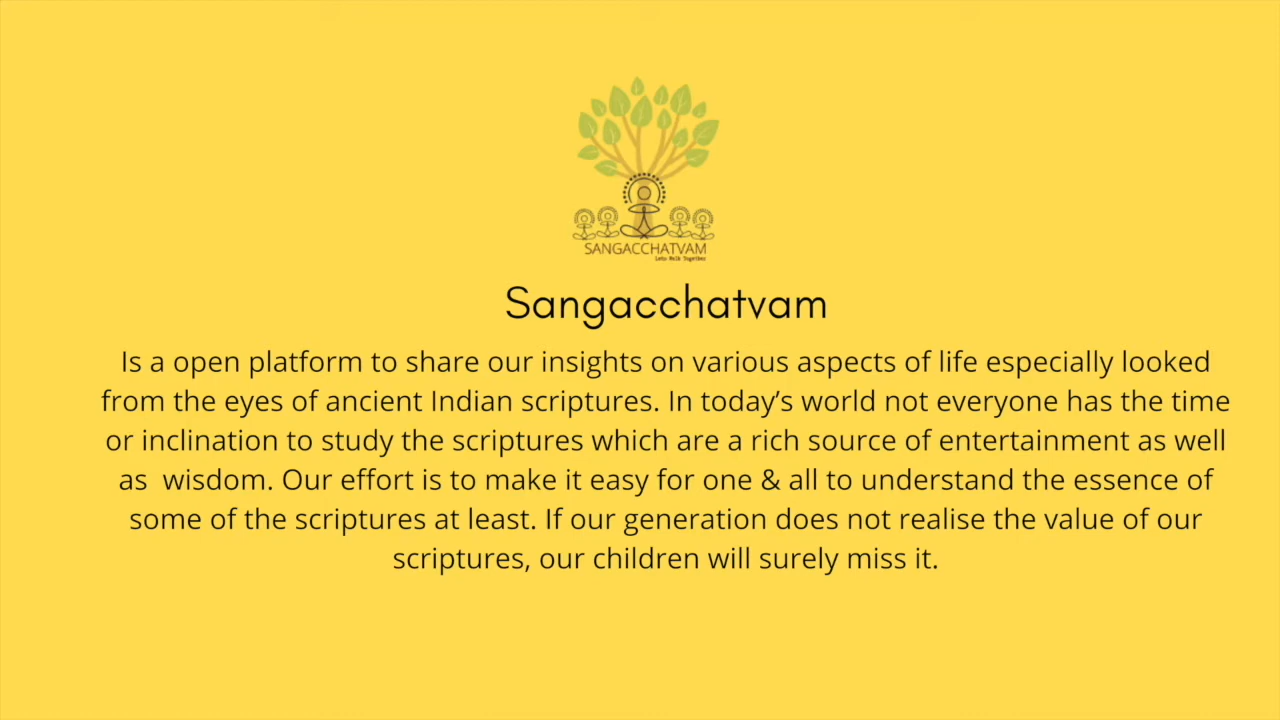 SANGACCHATVAM
Lets Walk Together
Sangacchatvam
Is a open platform to share our insights on various aspects of life especially looked
from the eyes of ancient Indian scriptures. In today’s world not everyone has the time
or inclination to study the scriptures which are a rich source of entertainment as well
as  wisdom. Our effort is to make it easy for one & all to understand the essence of
some of the scriptures at least. If our generation does not realise the value of our
scriptures, our children will surely miss it.